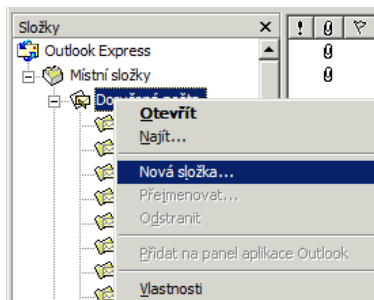 Složky
Outlook Express
Místní složky
Otevřít
Najít...
Nová složka...
Přejmenovat...
Odstranit
Přidat na panel aplikace Outlook
Vlastnosti